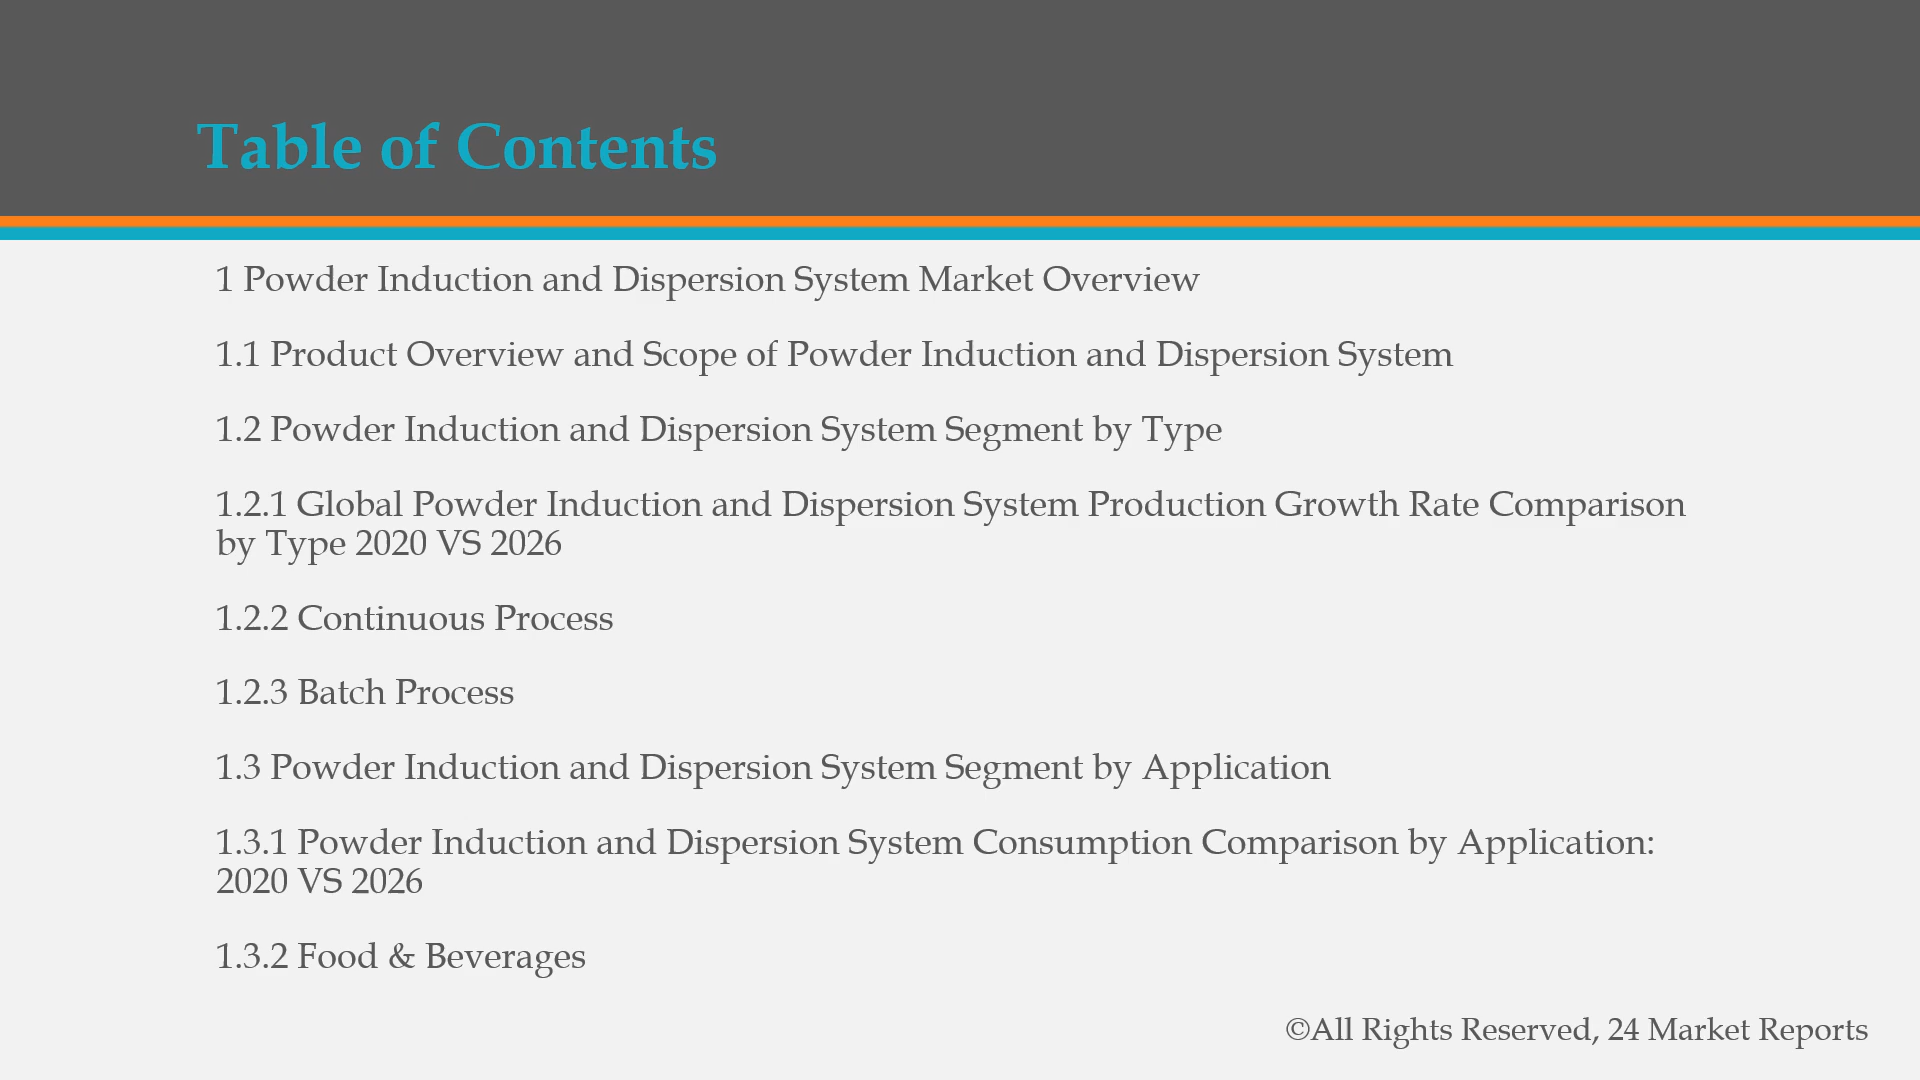 Table of Contents
1 Powder Induction and Dispersion System Market Overview
1.1 Product Overview and Scope of Powder Induction and Dispersion System
1.2 Powder Induction and Dispersion System Segment by Type
1.2.1 Global Powder Induction and Dispersion System Production Growth Rate Comparison
by Type 2020 VS 2026
1.2.2 Continuous Process
1.2.3 Batch Process
1.3 Powder Induction and Dispersion System Segment by Application
1.3.1 Powder Induction and Dispersion System Consumption Comparison by Application:
2020 VS 2026
1.3.2 Food & Beverages
©All Rights Reserved, 24 Market Reports